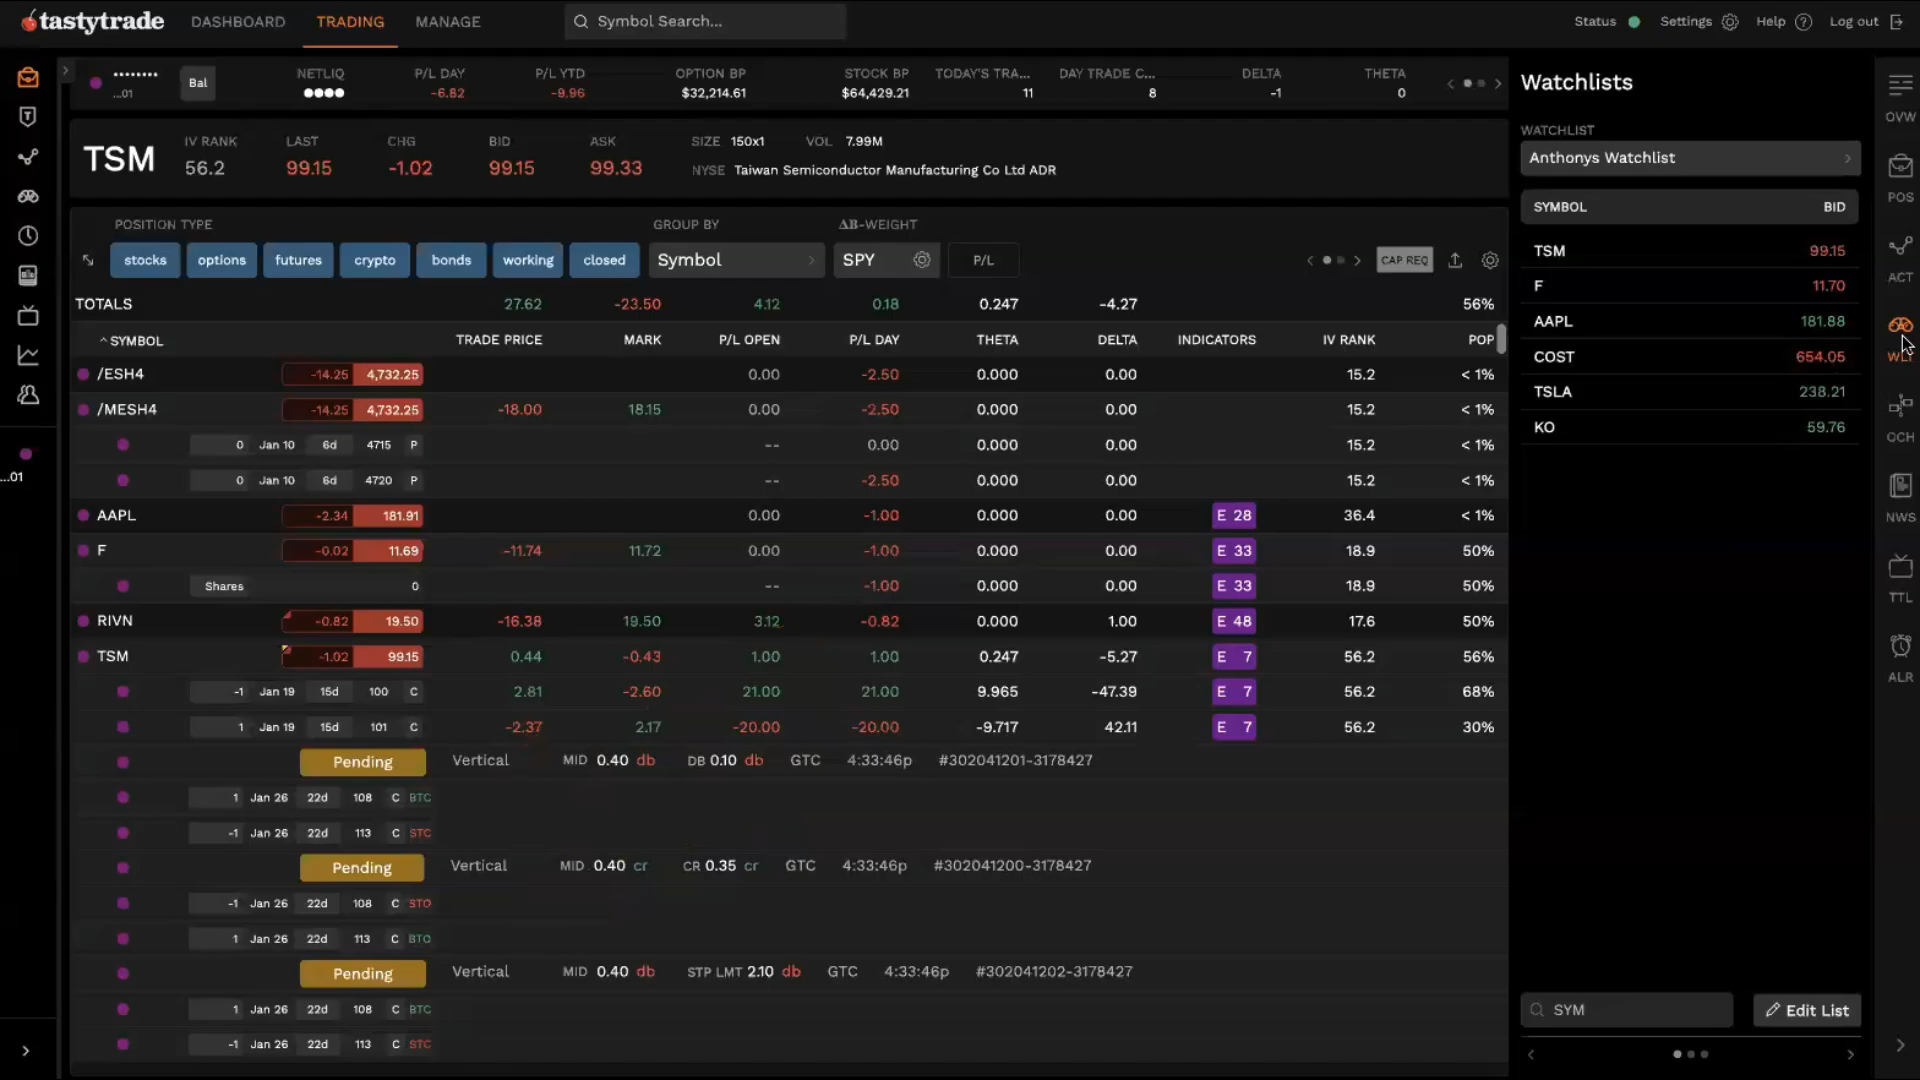 tastytrade DASHBOARD TRADING MANAGE Symbol Search... Status Settings Help ? Log out
...01 Bal
NETLIQ P/L DAY P/L YTD OPTION BP STOCK BP TODAY'S TRA... DAY TRADE C... DELTA THETA
-6.82 -9.96 $32,214.61 $64,429.21 11 8 -1 0
TSM
IV RANK LAST CHG BID ASK SIZE 150x1 VOL 7.99M
56.2 99.15 -1.02 99.15 99.33 NYSE Taiwan Semiconductor Manufacturing Co Ltd ADR
POSITION TYPE GROUP BY ΔB-WEIGHT
stocks options futures crypto bonds working closed Symbol SPY P/L CAP REQ
TOTALS 27.62 -23.50 4.12 0.18 0.247 -4.27 56%
SYMBOL TRADE PRICE MARK P/L OPEN P/L DAY THETA DELTA INDICATORS IV RANK POP
/ESH4 -14.25 4,732.25 0.00 -2.50 0.000 0.00 15.2 < 1%
/MESH4 -14.25 4,732.25 -18.00 18.15 0.00 -2.50 0.000 0.00 15.2 < 1%
0 Jan 10 6d 4715 P -- 0.00 0.000 0.00 15.2 < 1%
0 Jan 10 6d 4720 P -- -2.50 0.000 0.00 15.2 < 1%
AAPL -2.34 181.91 0.00 -1.00 0.000 0.00 E 28 36.4 < 1%
F -0.02 11.69 -11.74 11.72 0.00 -1.00 0.000 0.00 E 33 18.9 50%
Shares 0 -- -1.00 0.000 0.00 E 33 18.9 50%
RIVN -0.82 19.50 -16.38 19.50 3.12 -0.82 0.000 1.00 E 48 17.6 50%
TSM -1.02 99.15 0.44 -0.43 1.00 1.00 0.247 -5.27 E 7 56.2 56%
-1 Jan 19 15d 100 C 2.81 -2.60 21.00 21.00 9.965 -47.39 E 7 56.2 68%
1 Jan 19 15d 101 C -2.37 2.17 -20.00 -20.00 -9.717 42.11 E 7 56.2 30%
Pending Vertical MID 0.40 db DB 0.10 db GTC 4:33:46p #302041201-3178427
1 Jan 26 22d 108 C BTC
-1 Jan 26 22d 113 C STC
Pending Vertical MID 0.40 cr CR 0.35 cr GTC 4:33:46p #302041200-3178427
-1 Jan 26 22d 108 C STO
1 Jan 26 22d 113 C BTO
Pending Vertical MID 0.40 db STP LMT 2.10 db GTC 4:33:46p #302041202-3178427
1 Jan 26 22d 108 C BTC
-1 Jan 26 22d 113 C STC
...01
Watchlists
WATCHLIST
Anthonys Watchlist
SYMBOL BID
TSM 99.15
F 11.70
AAPL 181.88
COST 654.05
TSLA 238.21
KO 59.76
SYM Edit List
OVW
POS
ACT
OCH
NWS
TTL
ALR